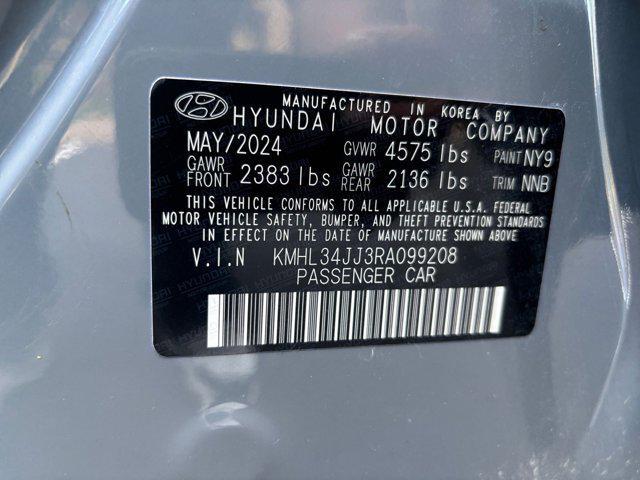 MANUFACTURED IN KOREA BY
HYUNDAI MOTOR COMPANY
MAY/2024 GVWR 4575 lbs PAINT NY9
GAWR FRONT 2383 lbs GAWR REAR 2136 lbs TRIM NNB
THIS VEHICLE CONFORMS TO ALL APPLICABLE U.S.A. FEDERAL
MOTOR VEHICLE SAFETY, BUMPER, AND THEFT PREVENTION STANDARDS
IN EFFECT ON THE DATE OF MANUFACTURE SHOWN ABOVE.
V.I.N KMHL34JJ3RA099208
PASSENGER CAR